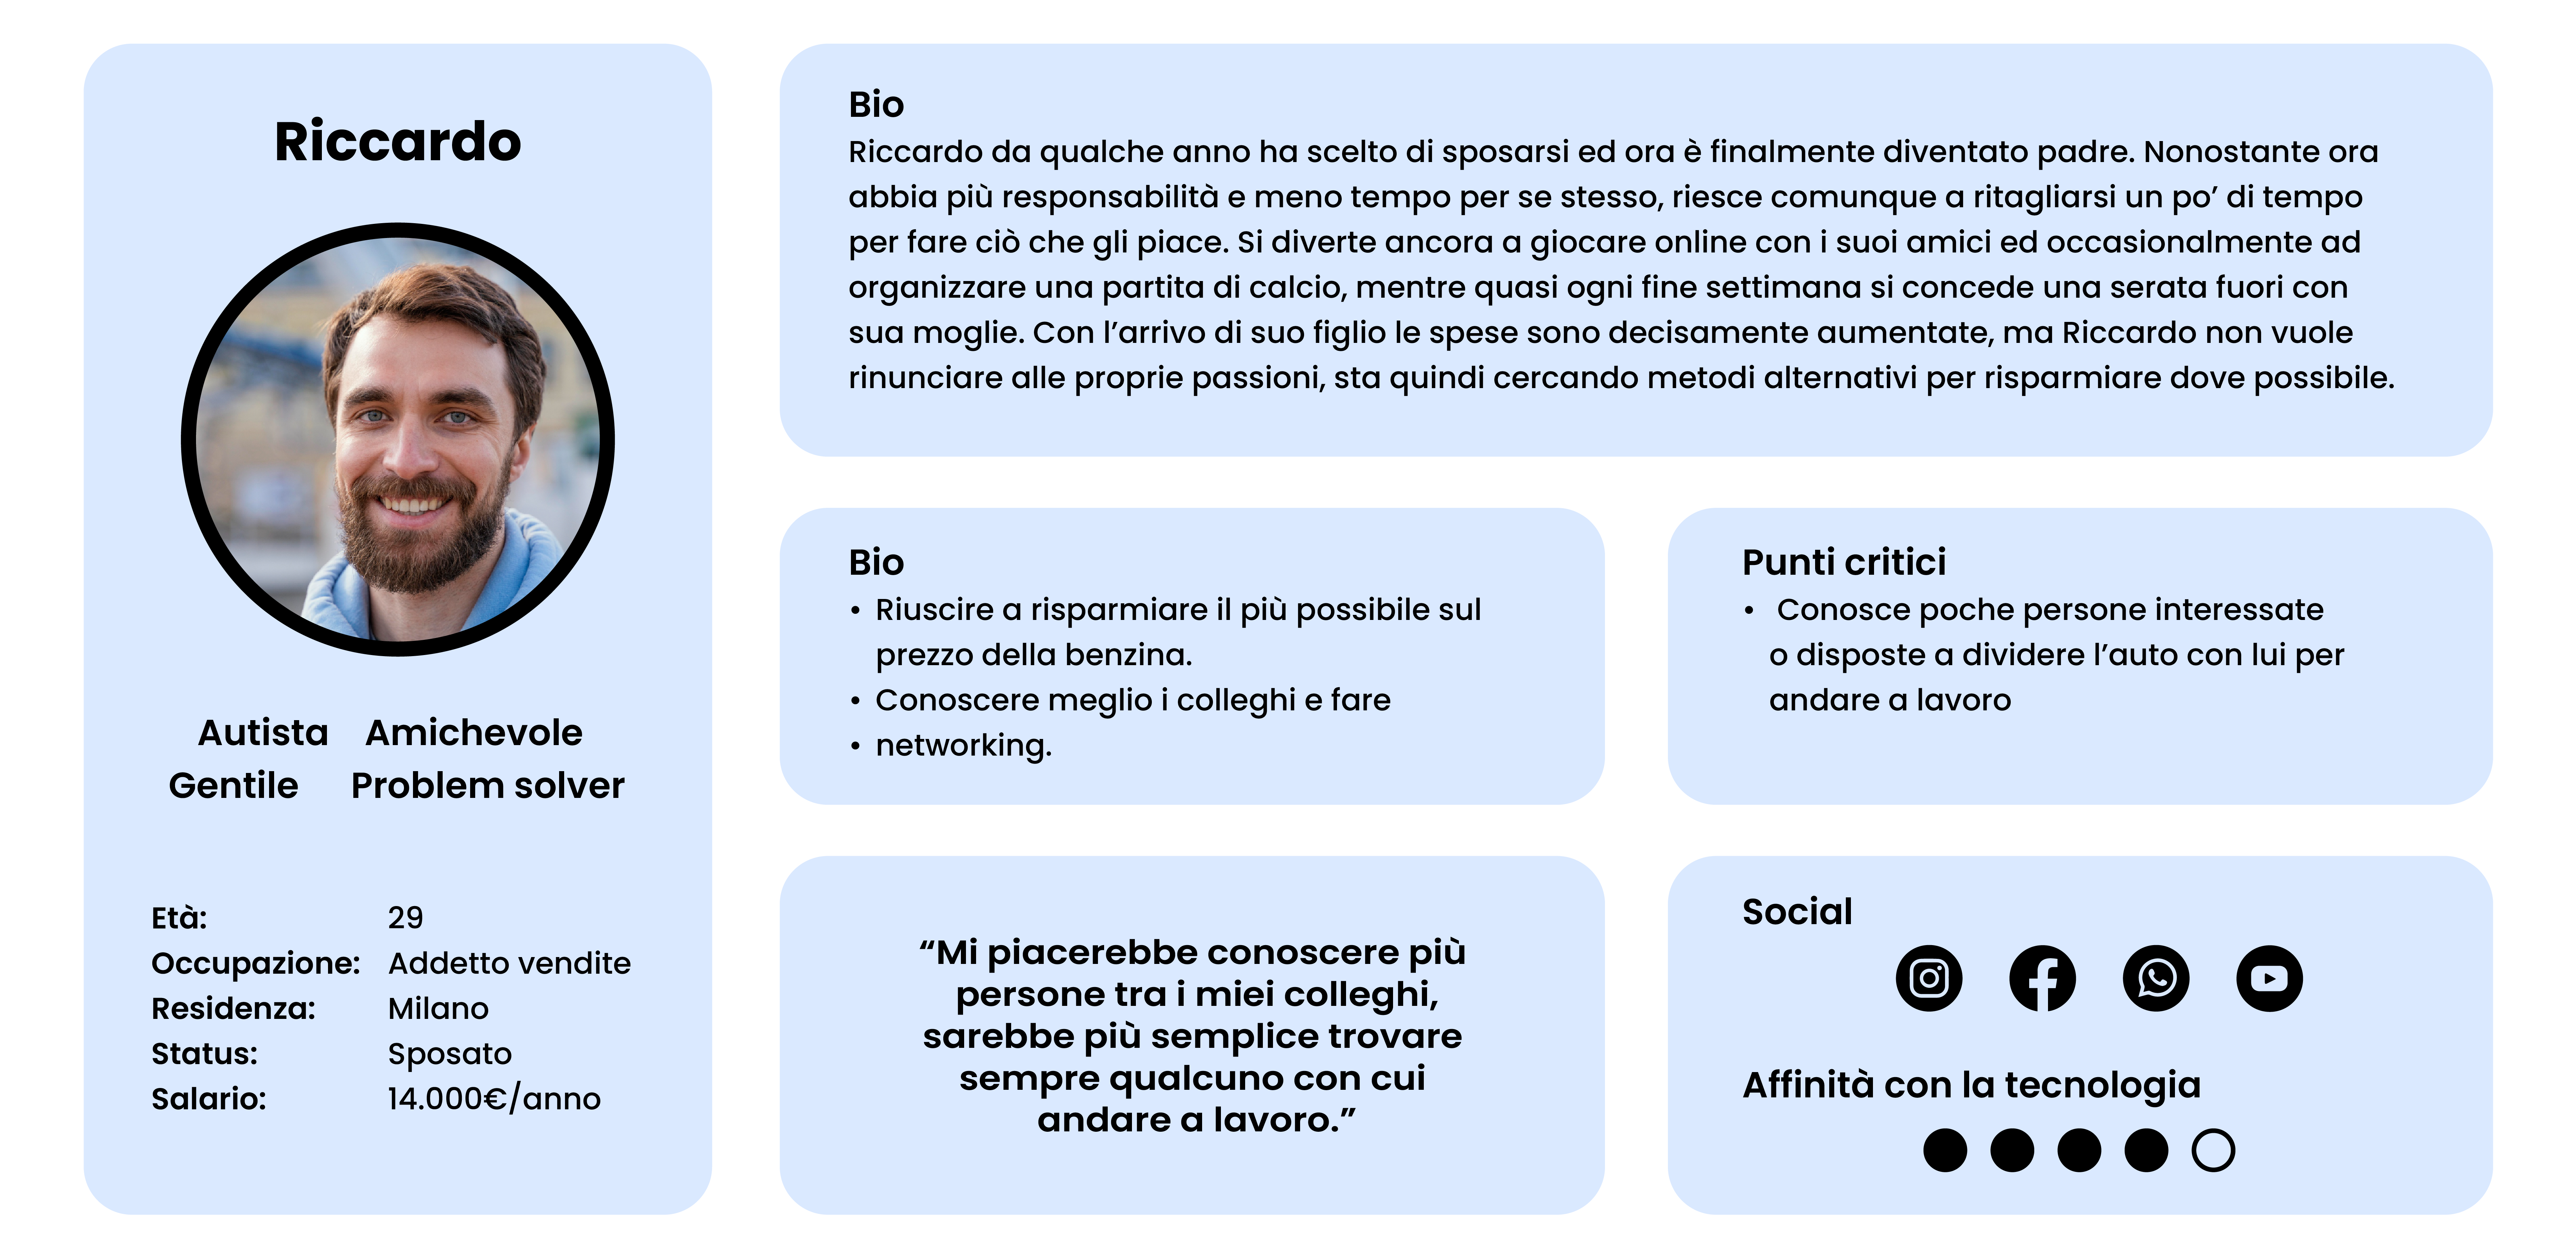 Riccardo
Autista Amichevole
Gentile Problem solver
Età: 29
Occupazione: Addetto vendite
Residenza: Milano
Status: Sposato
Salario: 14.000€/anno
Bio
Riccardo da qualche anno ha scelto di sposarsi ed ora è finalmente diventato padre. Nonostante ora
abbia più responsabilità e meno tempo per se stesso, riesce comunque a ritagliarsi un po’ di tempo
per fare ciò che gli piace. Si diverte ancora a giocare online con i suoi amici ed occasionalmente ad
organizzare una partita di calcio, mentre quasi ogni fine settimana si concede una serata fuori con
sua moglie. Con l’arrivo di suo figlio le spese sono decisamente aumentate, ma Riccardo non vuole
rinunciare alle proprie passioni, sta quindi cercando metodi alternativi per risparmiare dove possibile.
Bio
• Riuscire a risparmiare il più possibile sul
prezzo della benzina.
• Conoscere meglio i colleghi e fare
• networking.
Punti critici
• Conosce poche persone interessate
o disposte a dividere l’auto con lui per
andare a lavoro
“Mi piacerebbe conoscere più
persone tra i miei colleghi,
sarebbe più semplice trovare
sempre qualcuno con cui
andare a lavoro.”
Social
Affinità con la tecnologia